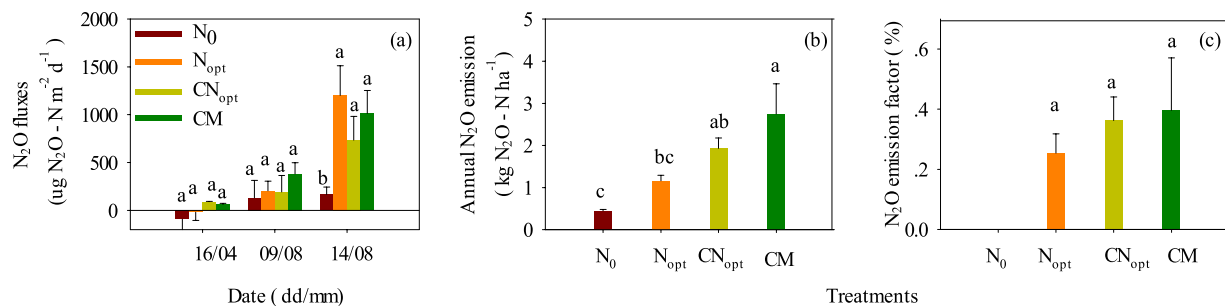 N₂O fluxes
(ug N₂O - N m⁻² d⁻¹)
2000
1500
1000
500
0
N₀
Nₒₚₜ
CNₒₚₜ
CM
(a)
a
a
a
a
a
a
a
a
b
a
a
a
16/04 09/08 14/08
Date ( dd/mm)
Annual N₂O emission
( kg N₂O - N ha⁻¹)
5
4
3
2
1
0
(b)
c
bc
ab
a
N₀ Nₒₚₜ CNₒₚₜ CM
N₂O emission factor ( %)
.8
.6
.4
.2
0.0
(c)
a
a
a
N₀ Nₒₚₜ CNₒₚₜ CM
Treatments